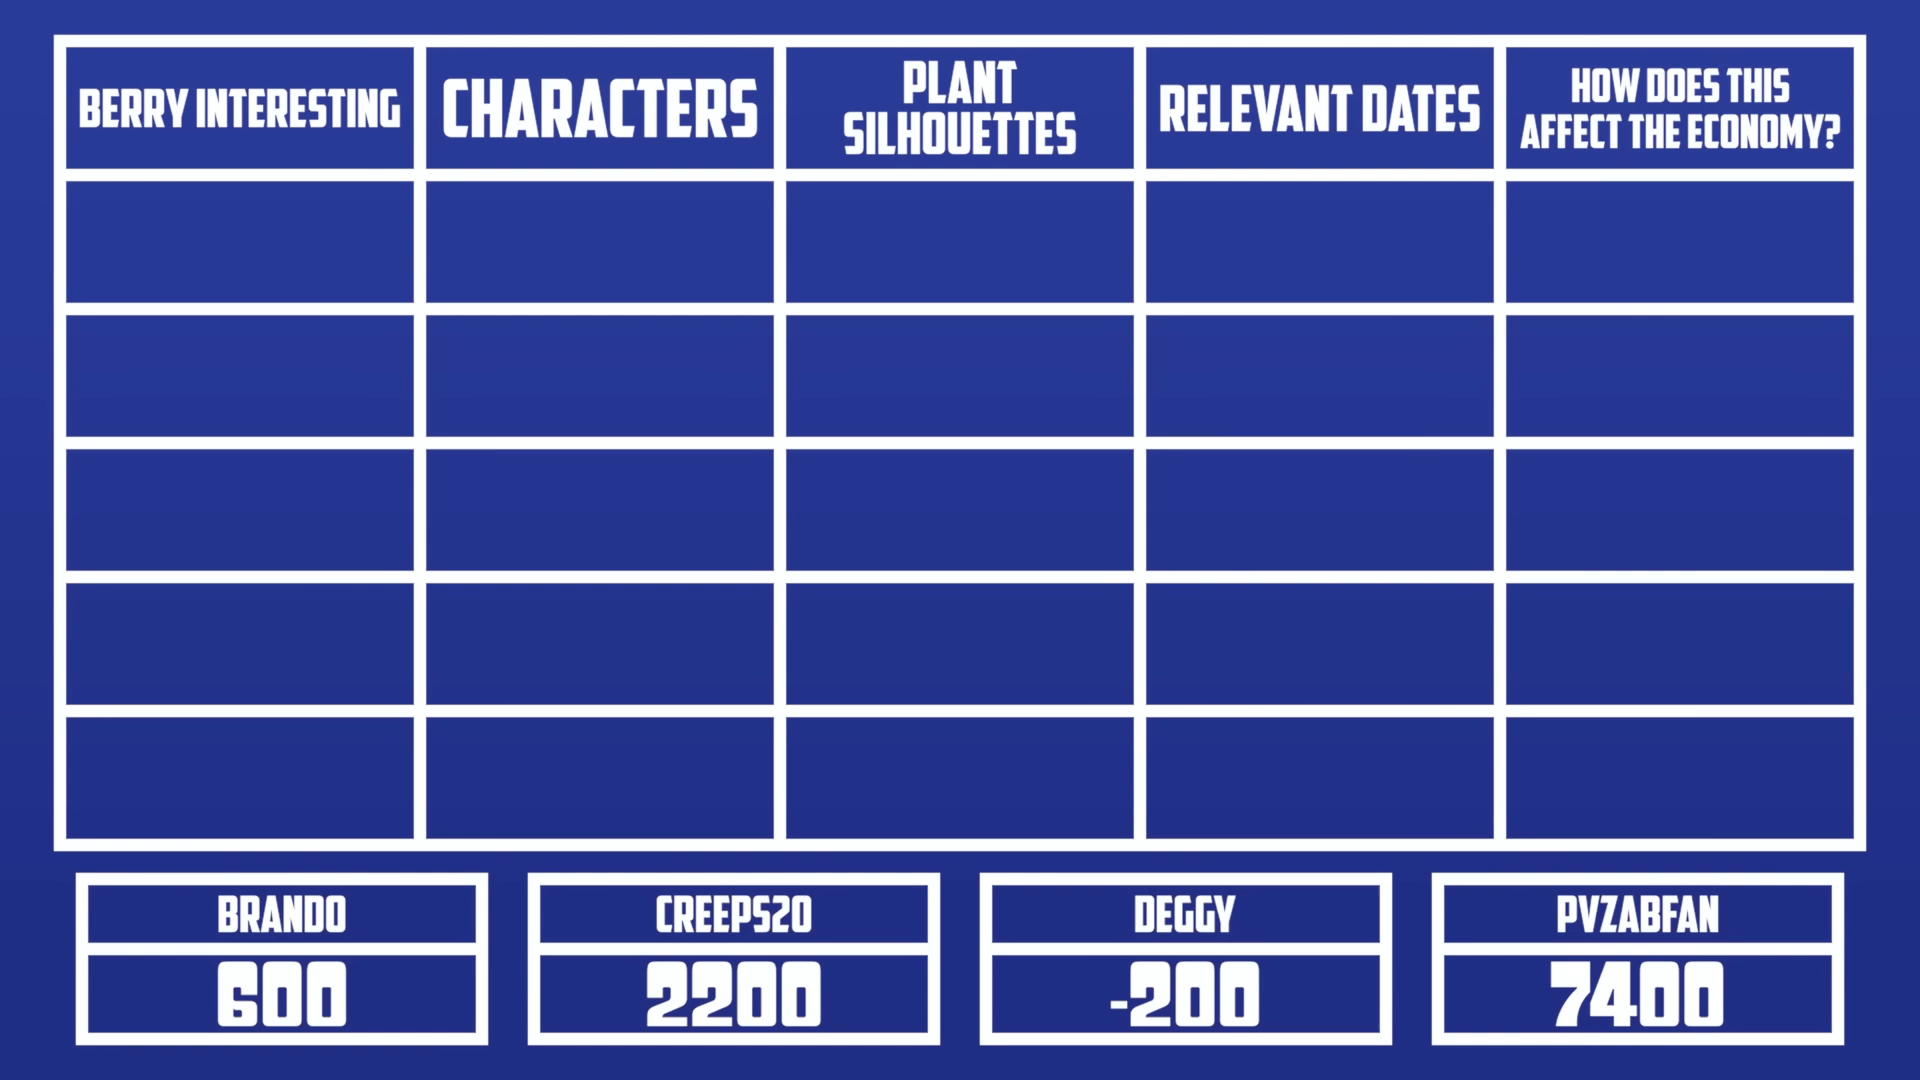 BERRY INTERESTING
CHARACTERS
PLANT
SILHOUETTES
RELEVANT DATES
HOW DOES THIS
AFFECT THE ECONOMY?
BRANDO
600
CREEPS20
2200
DEGGY
-200
PVZABFAN
7400